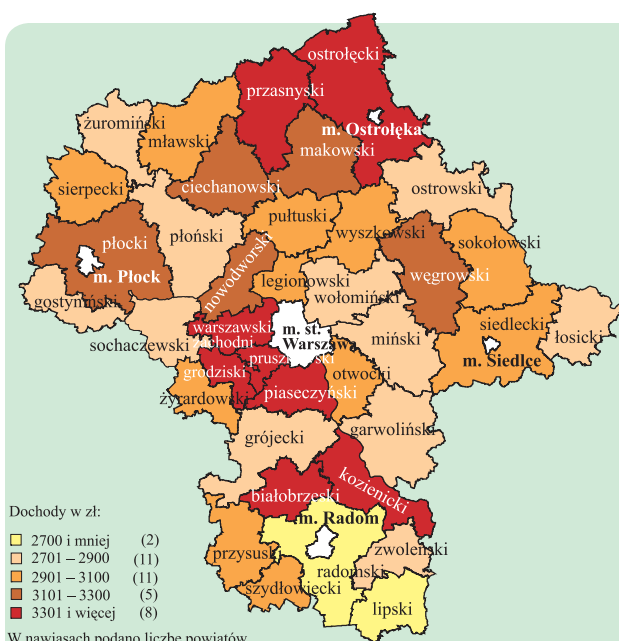 ostrołęcki
przasnyski
żuromiński
m. Ostrołęka
mławski
makowski
sierpecki
ciechanowski
ostrowski
pułtuski
płoński
wyszkowski
sokołowski
płocki
nowodworski
węgrowski
m. Płock
legionowski
wołomiński
gostyniński
siedlecki
warszawski
zachodni
m. st.
Warszawa
sochaczewski
miński
łosicki
pruszkowski
m. Siedlce
grodziski
otwocki
żyrardowski
piaseczyński
garwoliński
grójecki
kozienicki
białobrzeski
Dochody w zł:
m. Radom
2700 i mniej (2)
2701 – 2900 (11)
przysuski
zwoleński
2901 – 3100 (11)
radomski
3101 – 3300 (5)
szydłowiecki
lipski
3301 i więcej (8)
W nawiasach podano liczbę powiatów